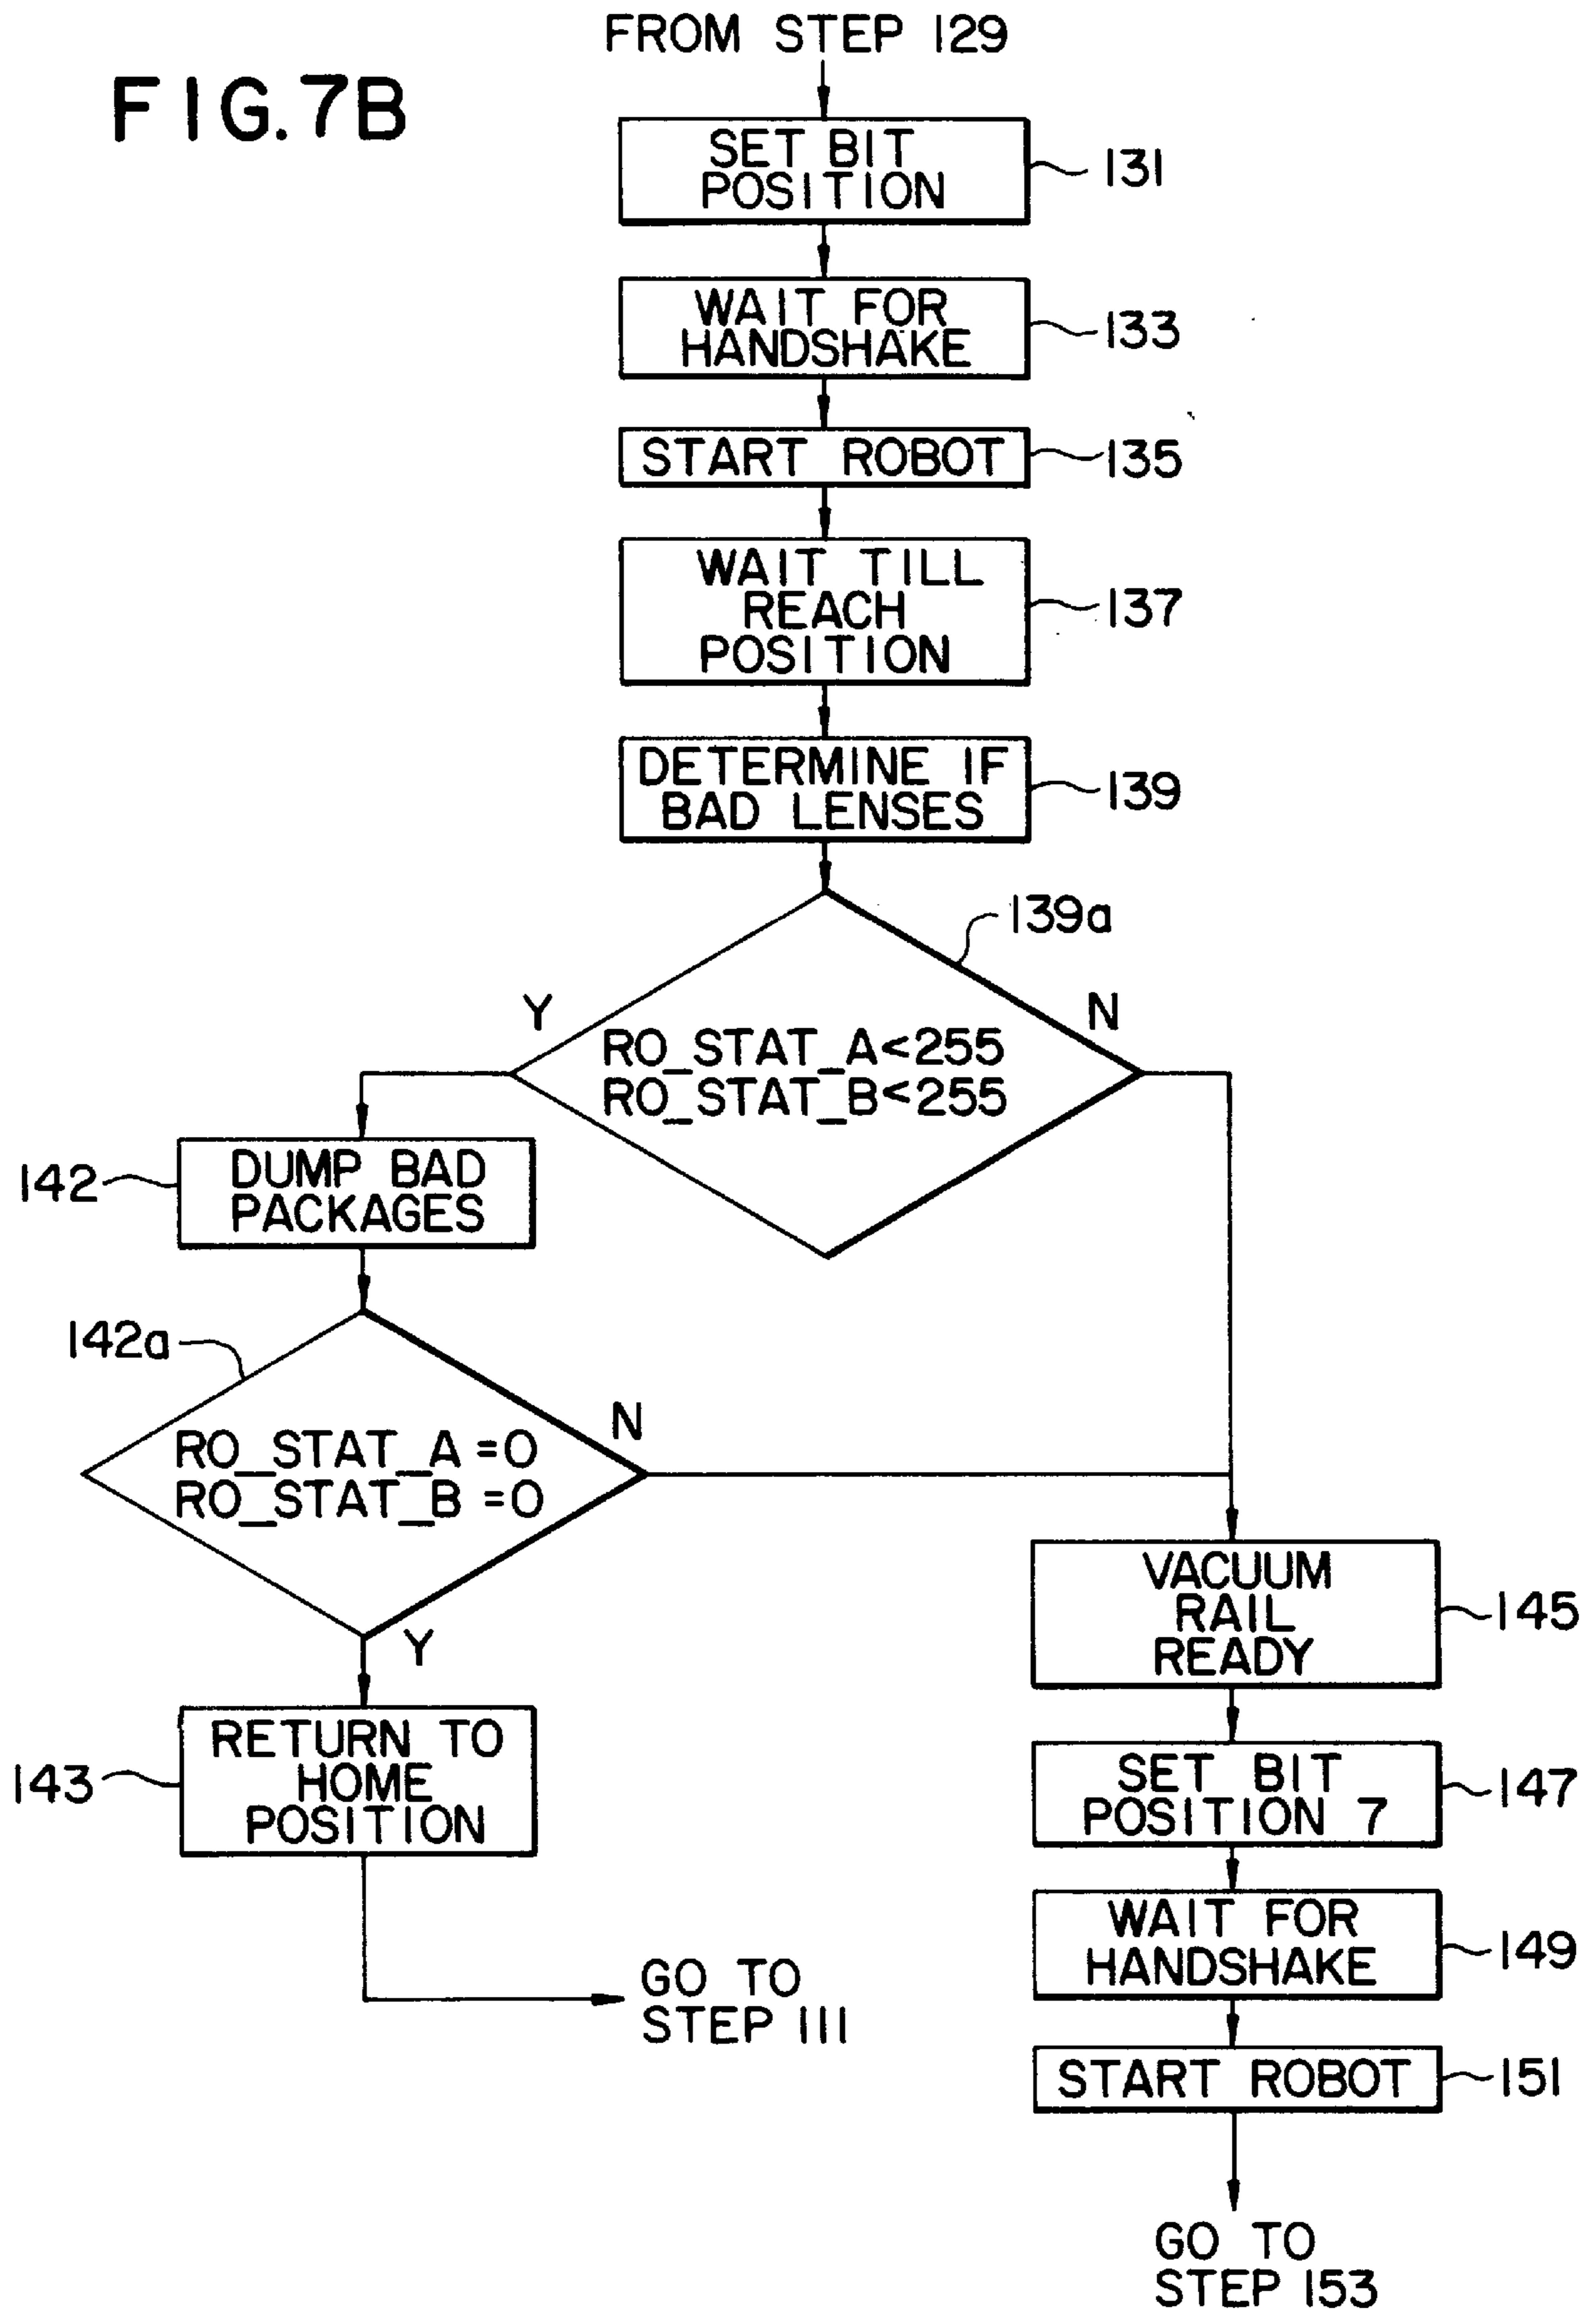 FROM STEP 129
FIG. 7B
SET BIT
POSITION
131
WAIT FOR
HANDSHAKE
133
START ROBOT
135
WAIT TILL
REACH
POSITION
137
DETERMINE IF
BAD LENSES
139
139a
Y
N
RO_STAT_A<255
RO_STAT_B<255
DUMP BAD
PACKAGES
142
142a
N
RO_STAT_A =0
RO_STAT_B =0
Y
VACUUM
RAIL
READY
145
RETURN TO
HOME
POSITION
143
SET BIT
POSITION 7
147
WAIT FOR
HANDSHAKE
149
GO TO
STEP 111
START ROBOT
151
GO TO
STEP 153